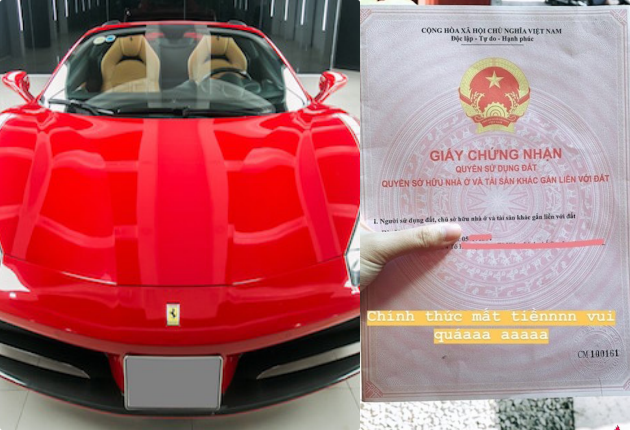 CỘNG HÒA XÃ HỘI CHỦ NGHĨA VIỆT NAM
Độc lập - Tự do - Hạnh phúc
GIẤY CHỨNG NHẬN
QUYỀN SỬ DỤNG ĐẤT
QUYỀN SỞ HỮU NHÀ Ở VÀ TÀI SẢN KHÁC GẮN LIỀN VỚI ĐẤT
I. Người sử dụng đất, chủ sở hữu nhà ở và tài sản khác gắn liền với đất
05
Chính thức mất tiềnnnn vui
quáaaa aaaaa
CM 100161